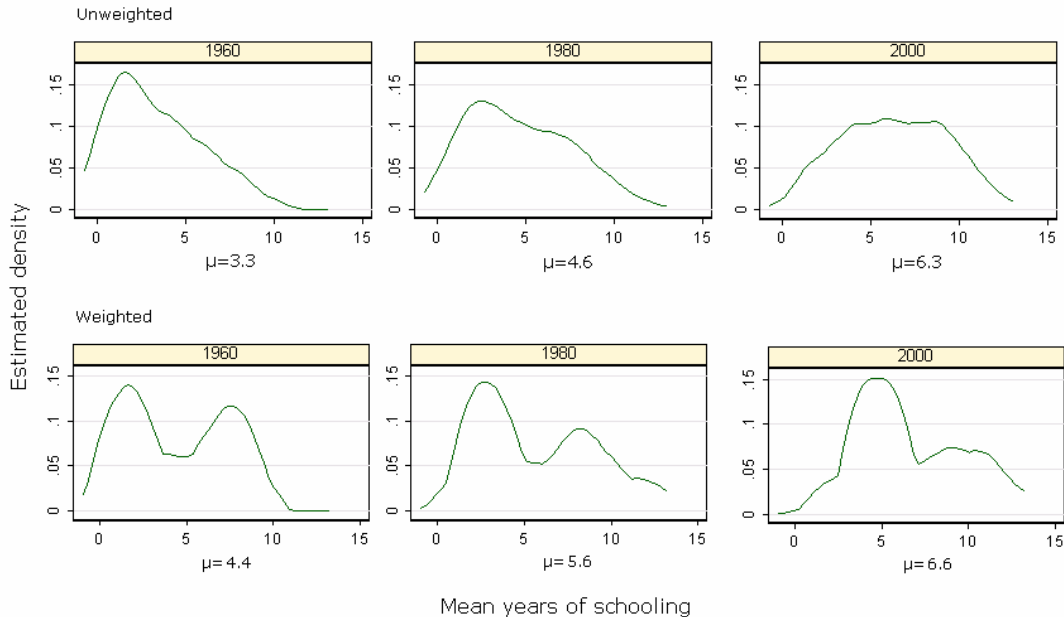 Unweighted
1960 1980 2000
.15 .15 .15
.1 .1 .1
.05 .05 .05
0 0 0
0 5 10 15 0 5 10 15 0 5 10 15
μ=3.3 μ=4.6 μ=6.3
Estimated density
Weighted
1960 1980 2000
.15 .15 .15
.1 .1 .1
.05 .05 .05
0 0 0
0 5 10 15 0 5 10 15 0 5 10 15
μ= 4.4 μ= 5.6 μ= 6.6
Mean years of schooling